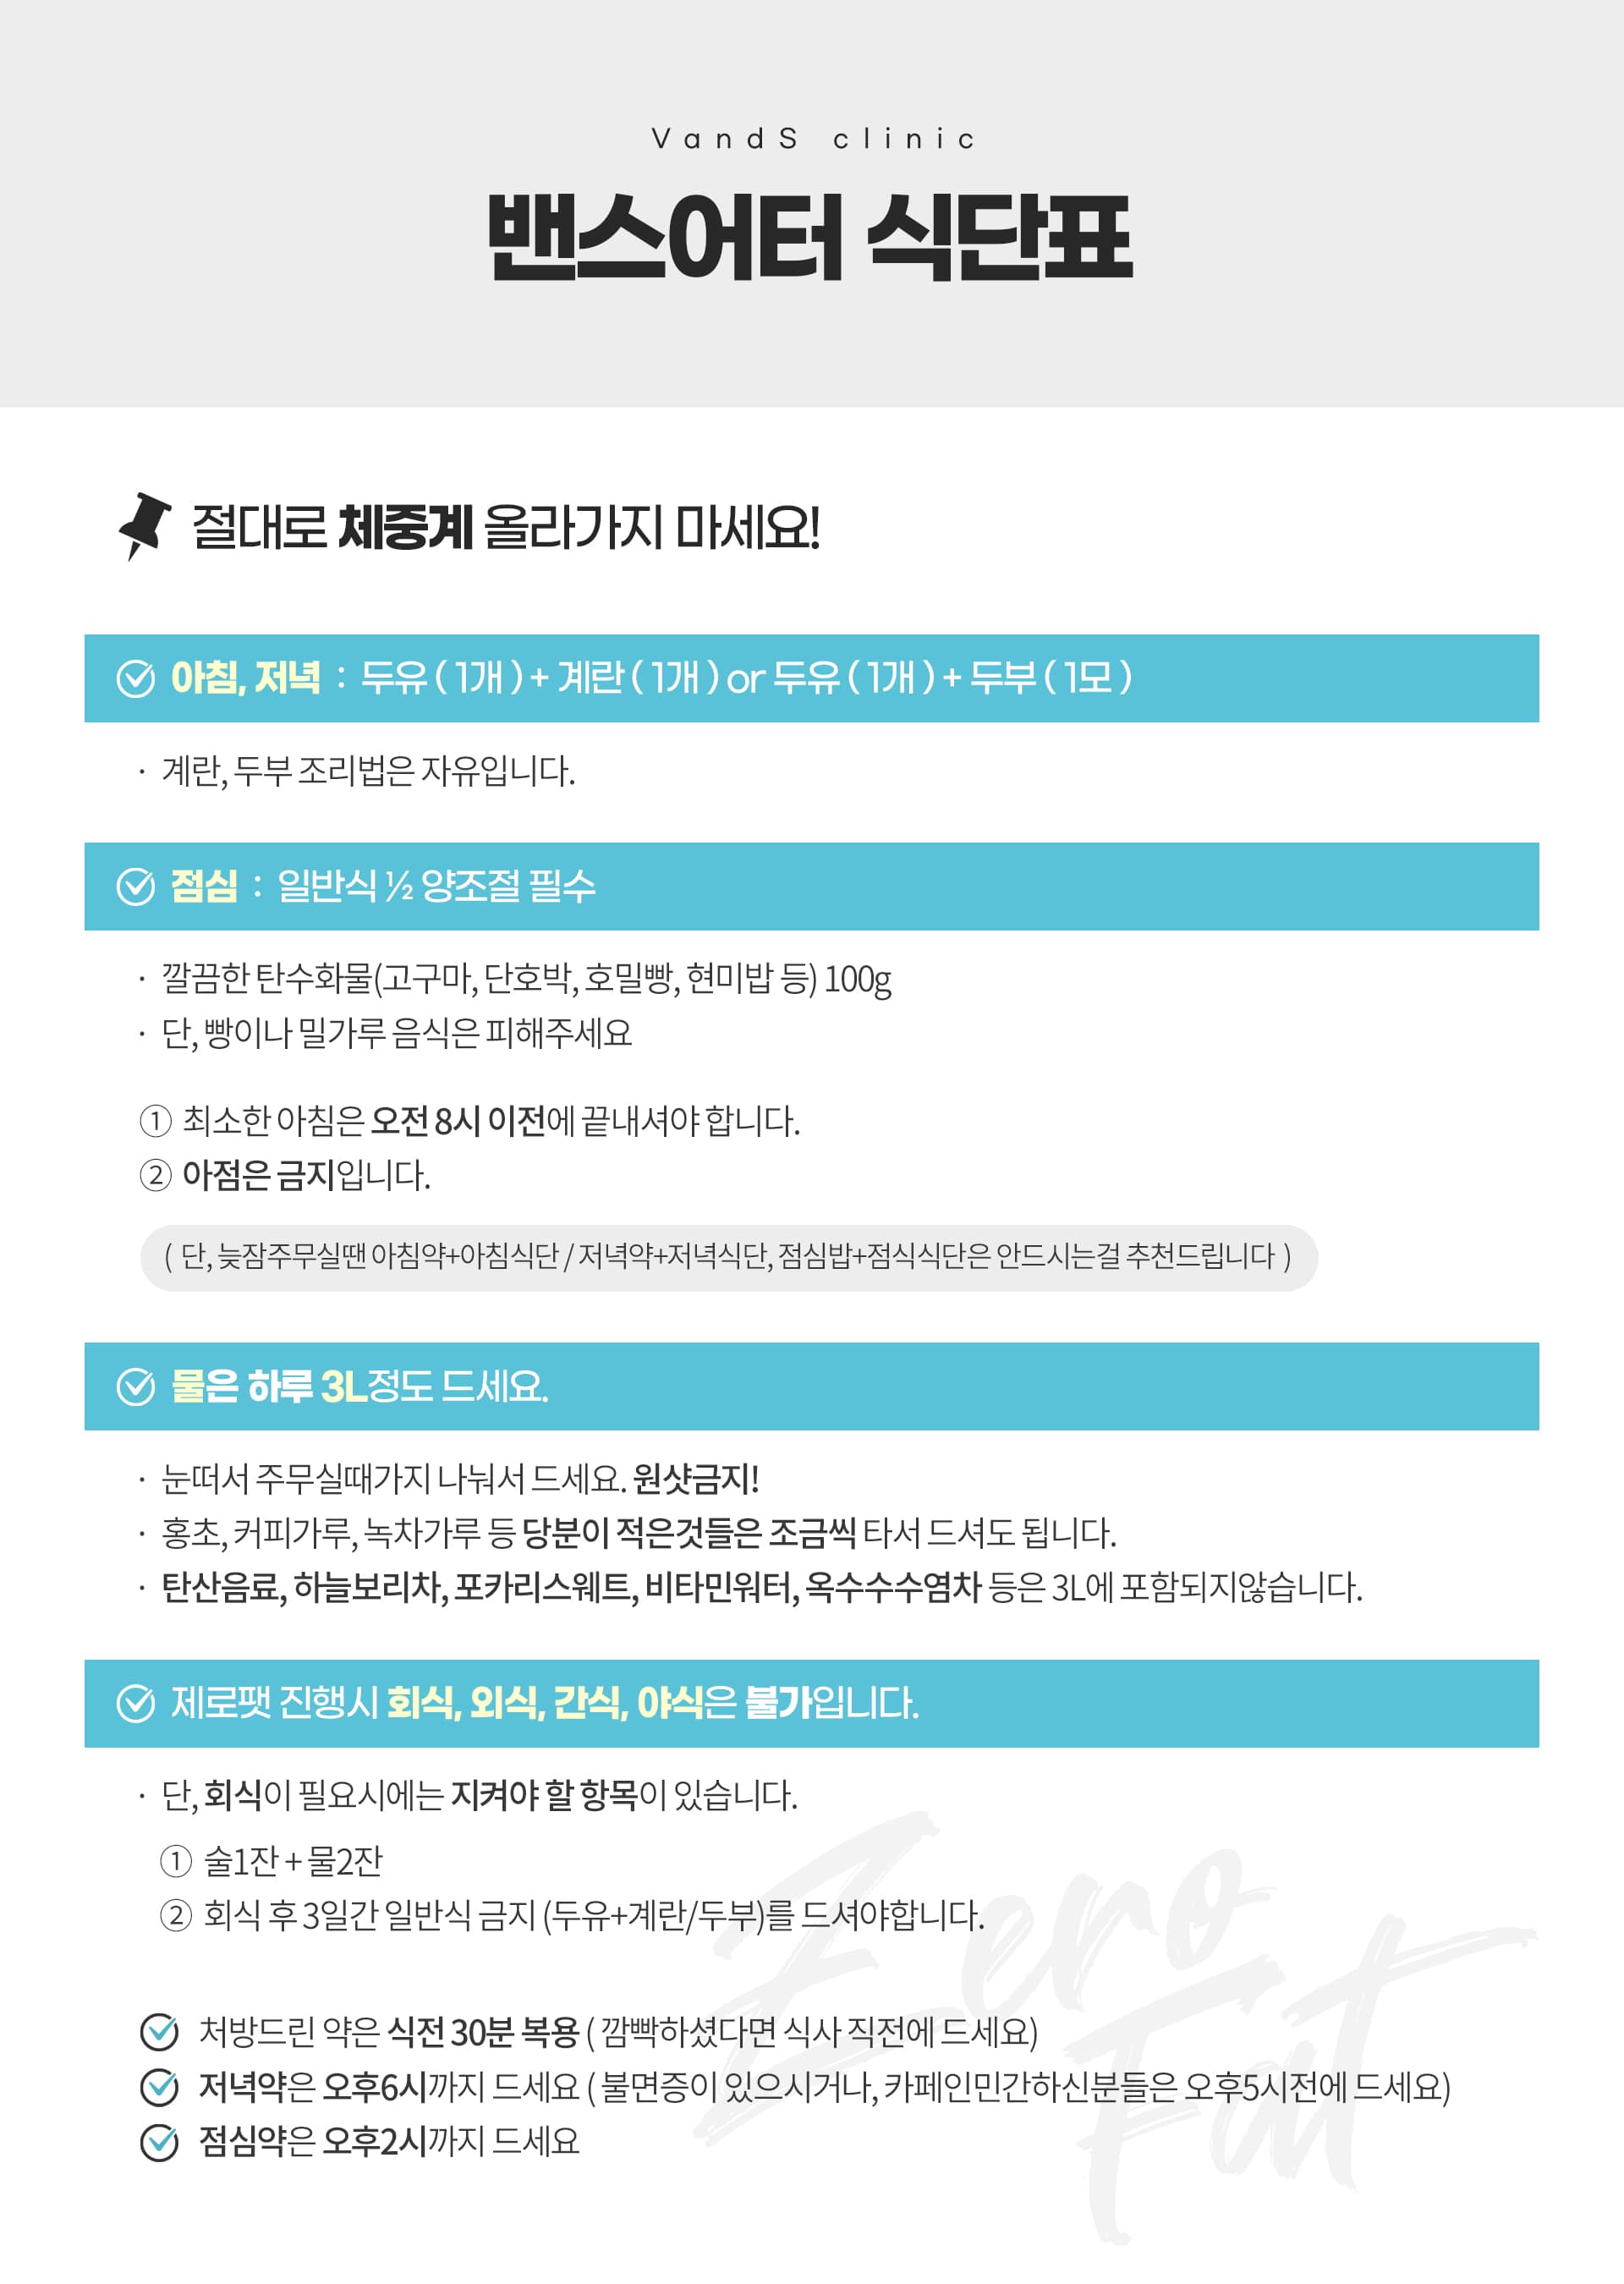 VandS clinic
밴스어터 식단표
절대로 체중계 올라가지 마세요!
아침, 저녁 : 두유 ( 1개 ) + 계란 ( 1개 ) or 두유 ( 1개 ) + 두부 ( 1모 )
· 계란, 두부 조리법은 자유입니다.
점심 : 일반식 ½ 양조절 필수
· 깔끔한 탄수화물(고구마, 단호박, 호밀빵, 현미밥 등) 100g
· 단, 빵이나 밀가루 음식은 피해주세요
① 최소한 아침은 오전 8시 이전에 끝내셔야 합니다.
② 아점은 금지입니다.
( 단, 늦잠주무실땐 아침약+아침식단 / 저녁약+저녁식단, 점심밥+점식식단은 안드시는걸 추천드립니다 )
물은 하루 3L정도 드세요.
· 눈떠서 주무실때가지 나눠서 드세요. 원샷금지!
· 홍초, 커피가루, 녹차가루 등 당분이 적은것들은 조금씩 타서 드셔도 됩니다.
· 탄산음료, 하늘보리차, 포카리스웨트, 비타민워터, 옥수수수염차 등은 3L에 포함되지않습니다.
제로팻 진행시 회식, 외식, 간식, 야식은 불가입니다.
· 단, 회식이 필요시에는 지켜야 할 항목이 있습니다.
① 술1잔 + 물2잔
② 회식 후 3일간 일반식 금지 (두유+계란/두부)를 드셔야합니다.
처방드린 약은 식전 30분 복용 ( 깜빡하셨다면 식사 직전에 드세요)
저녁약은 오후6시까지 드세요 ( 불면증이 있으시거나, 카페인민간하신분들은 오후5시전에 드세요)
점심약은 오후2시까지 드세요
Zero
Fat